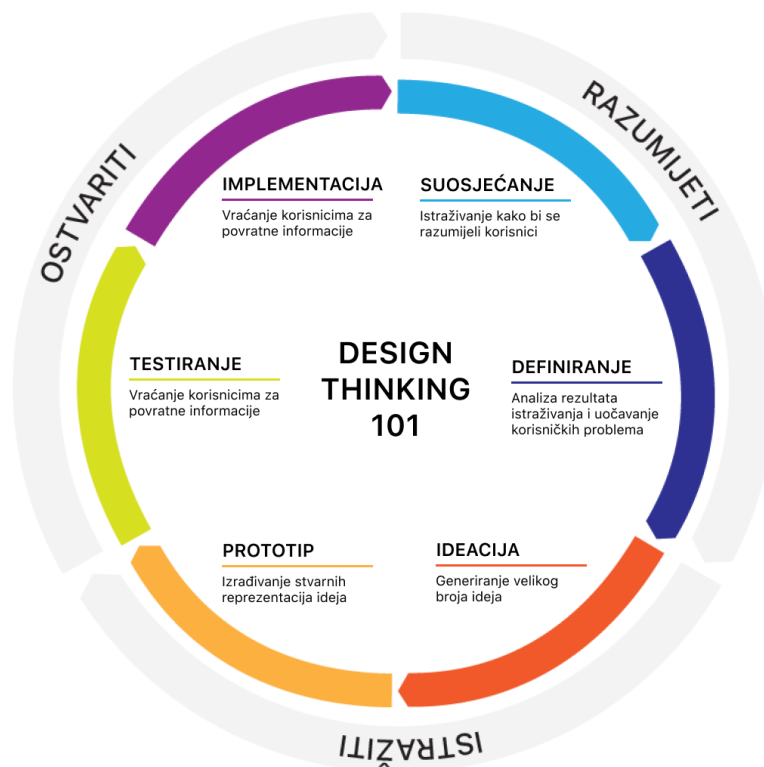 OSTVARITI
RAZUMIJETI
IMPLEMENTACIJA
Vraćanje korisnicima za
povratne informacije
SUOSJEĆANJE
Istraživanje kako bi se
razumijeli korisnici
TESTIRANJE
Vraćanje korisnicima za
povratne informacije
DESIGN
THINKING
101
DEFINIRANJE
Analiza rezultata
istraživanja i uočavanje
korisničkih problema
PROTOTIP
Izrađivanje stvarnih
reprezentacija ideja
IDEACIJA
Generiranje velikog
broja ideja
ISTRAŽITI